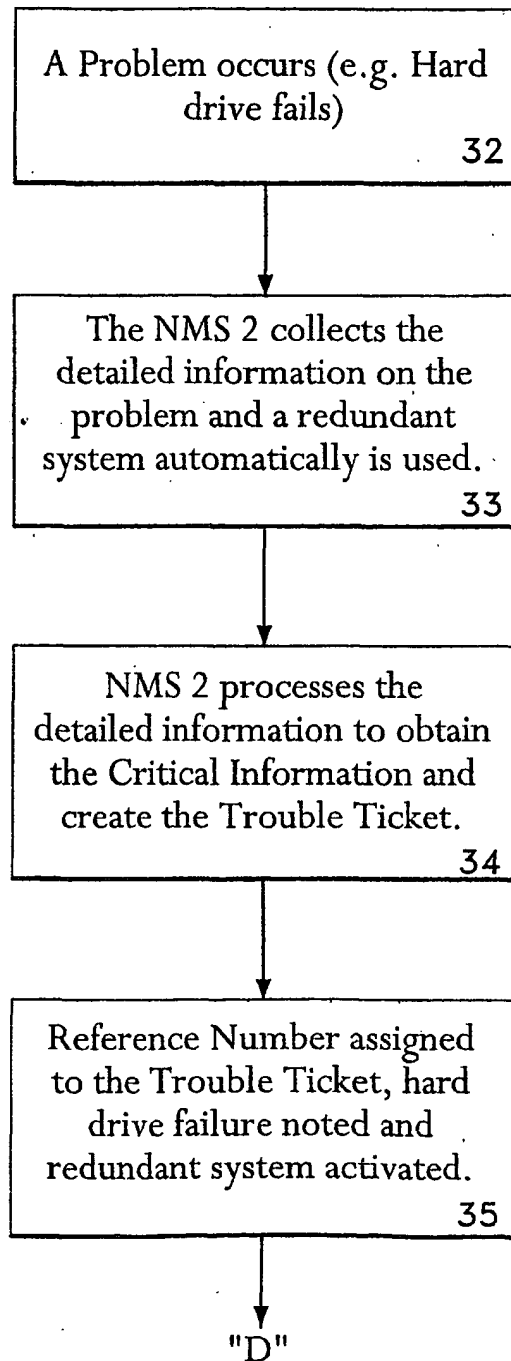 A Problem occurs (e.g. Hard
drive fails)
32
The NMS 2 collects the
detailed information on the
problem and a redundant
system automatically is used.
33
NMS 2 processes the
detailed information to obtain
the Critical Information and
create the Trouble Ticket.
34
Reference Number assigned
to the Trouble Ticket, hard
drive failure noted and
redundant system activated.
35
"D"